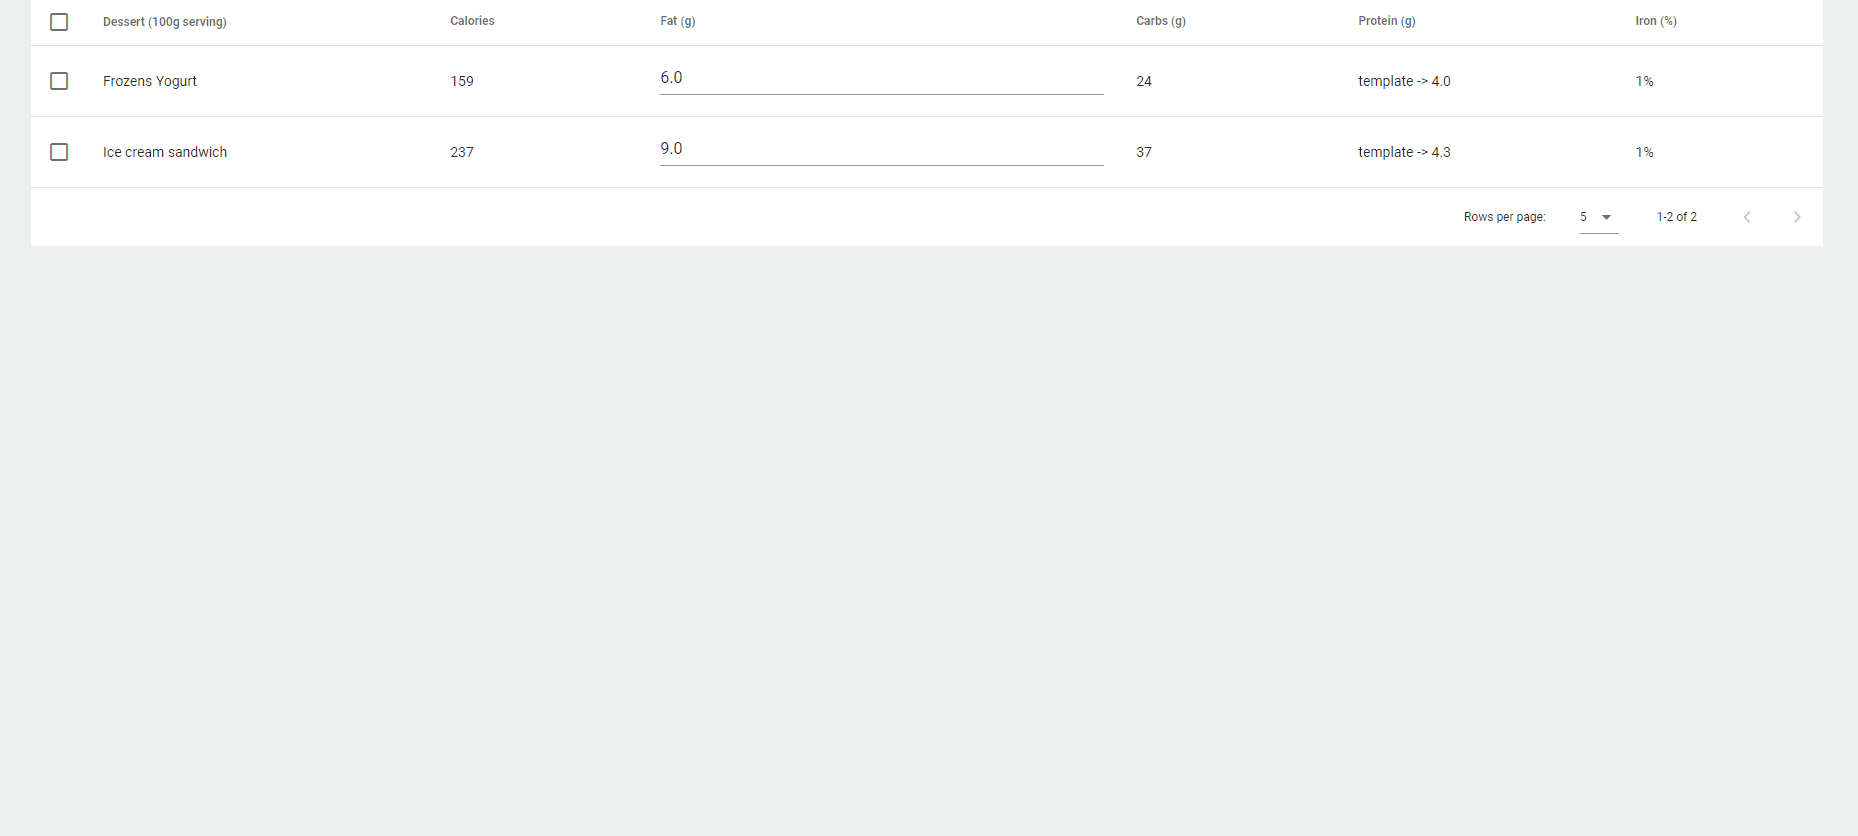 Dessert (100g serving) Calories Fat (g) Carbs (g) Protein (g) Iron (%)
Frozens Yogurt 159 6.0 24 template -> 4.0 1%
Ice cream sandwich 237 9.0 37 template -> 4.3 1%
Rows per page: 5 1-2 of 2